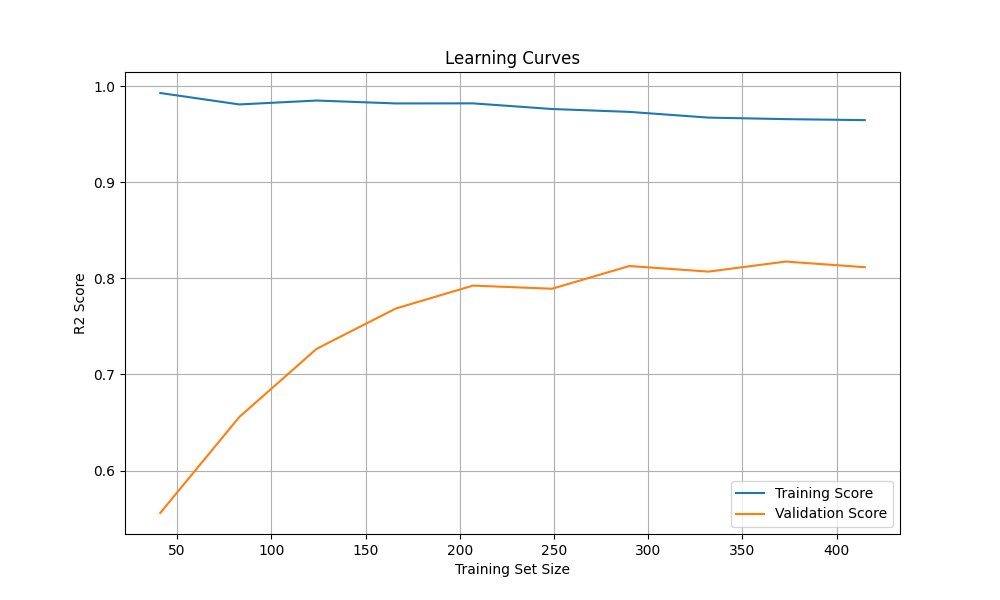 Learning Curves
1.0
0.9
0.8
0.7
0.6
R2 Score
50 100 150 200 250 300 350 400
Training Set Size
Training Score
Validation Score